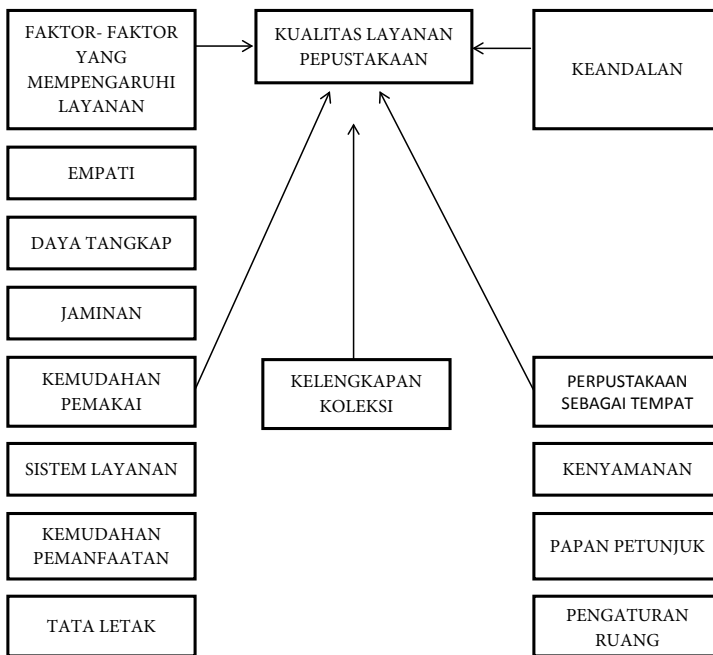 FAKTOR- FAKTOR
YANG
MEMPENGARUHI
LAYANAN
KUALITAS LAYANAN
PEPUSTAKAAN
KEANDALAN
EMPATI
DAYA TANGKAP
JAMINAN
KEMUDAHAN
PEMAKAI
KELENGKAPAN
KOLEKSI
PERPUSTAKAAN
SEBAGAI TEMPAT
SISTEM LAYANAN
KENYAMANAN
KEMUDAHAN
PEMANFAATAN
PAPAN PETUNJUK
TATA LETAK
PENGATURAN
RUANG